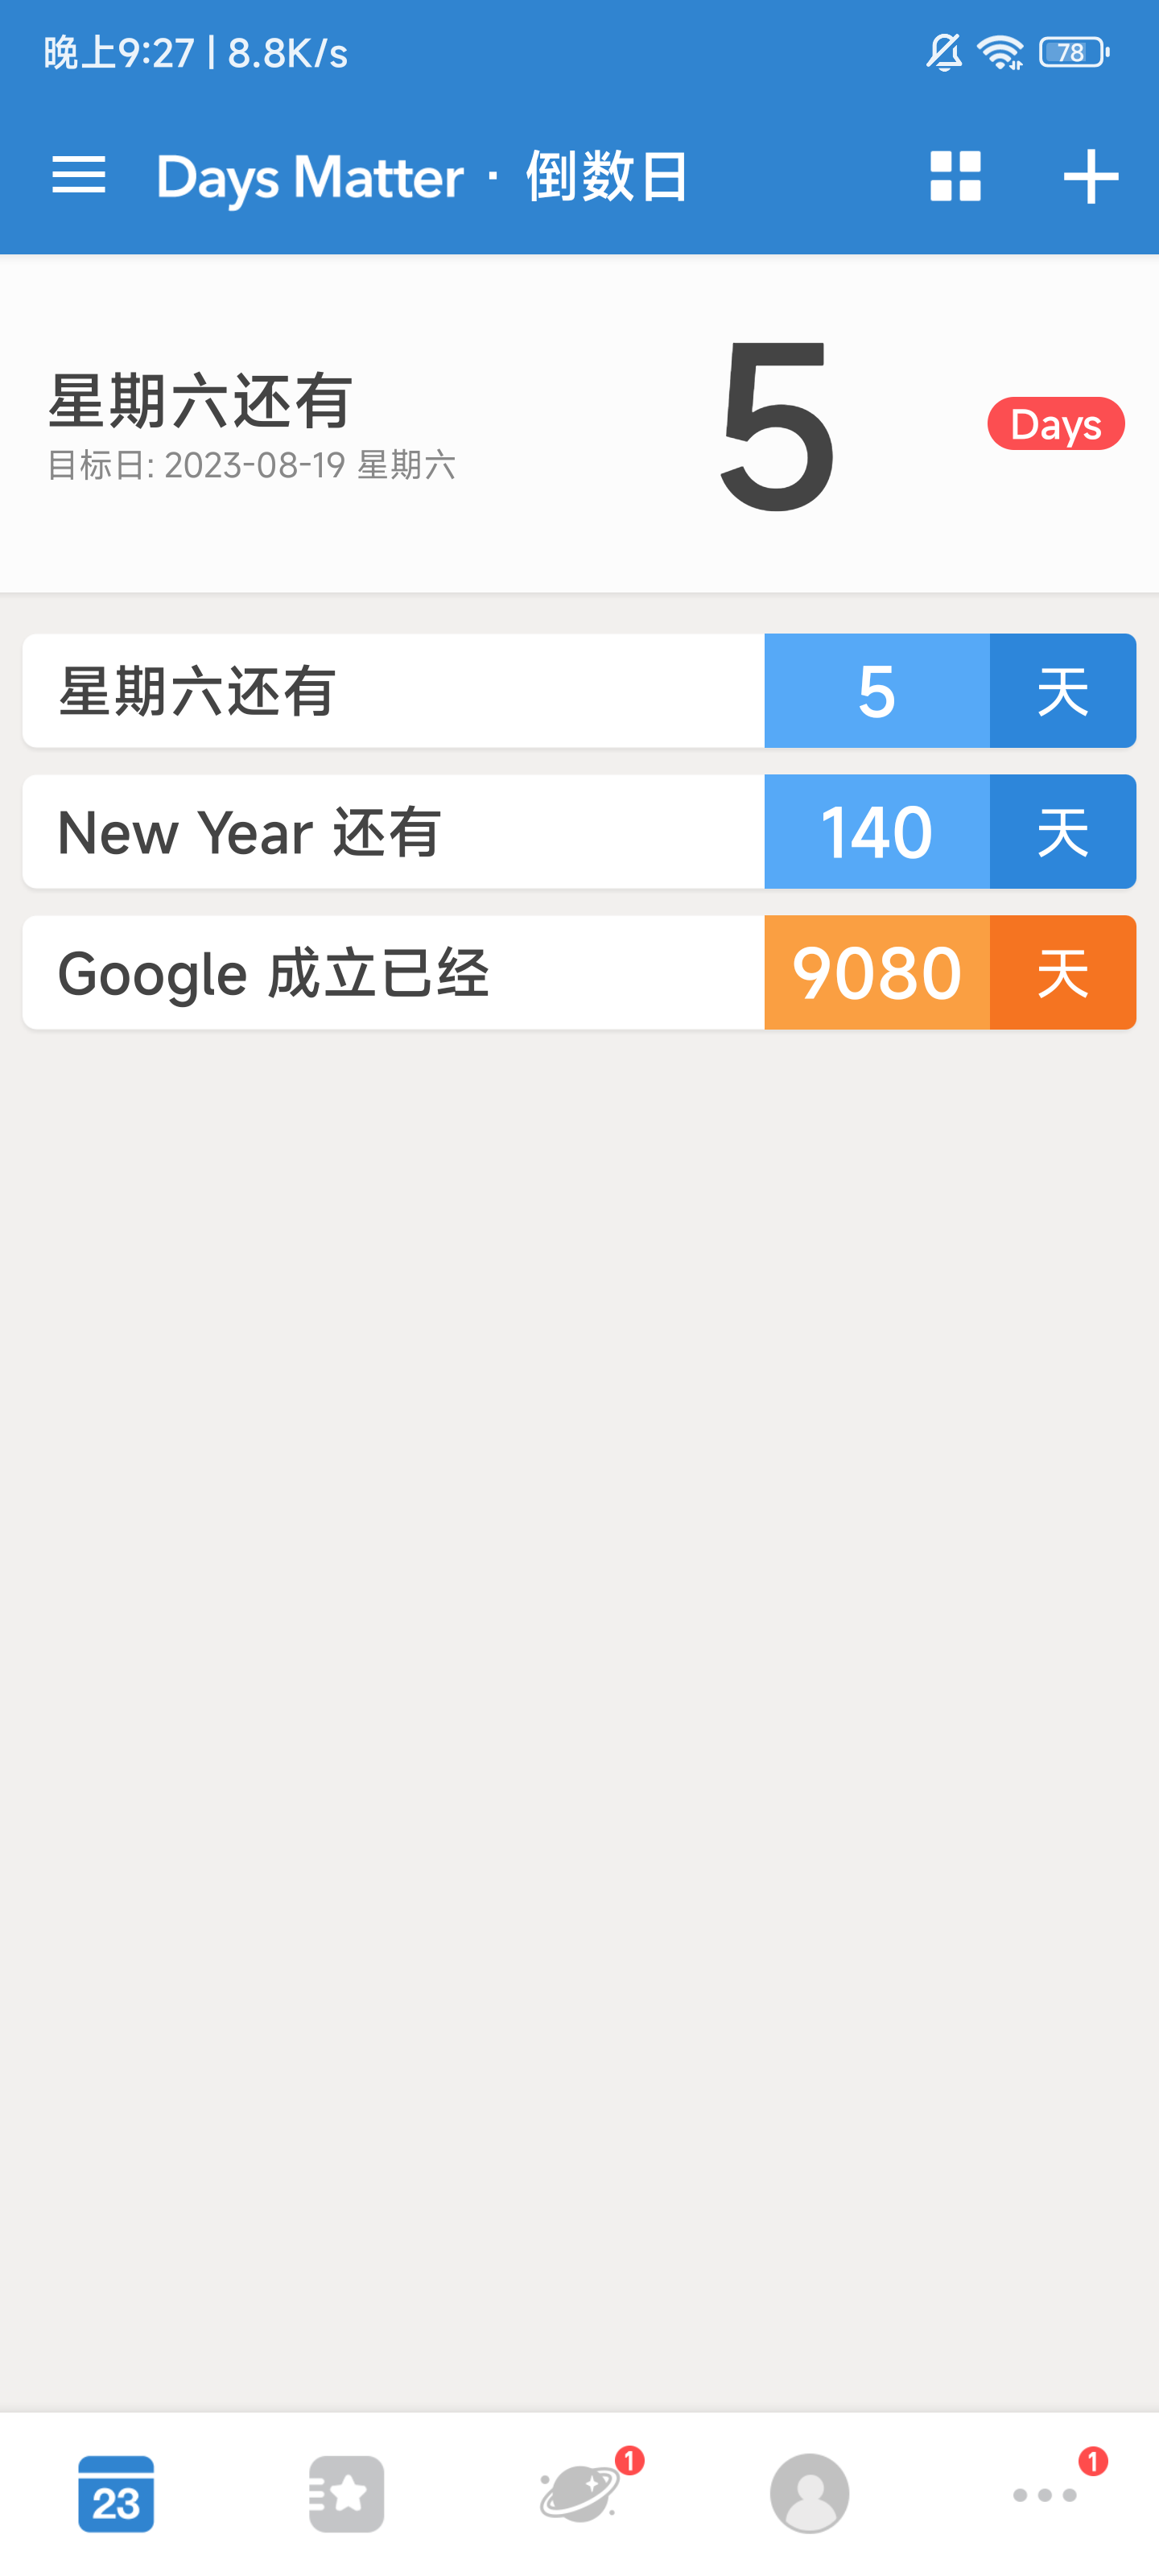 晚上9:27 | 8.8K/s
78
Days Matter · 倒数日
星期六还有
目标日: 2023-08-19 星期六
5
Days
星期六还有 5 天
New Year 还有 140 天
Google 成立已经 9080 天
23
1
1